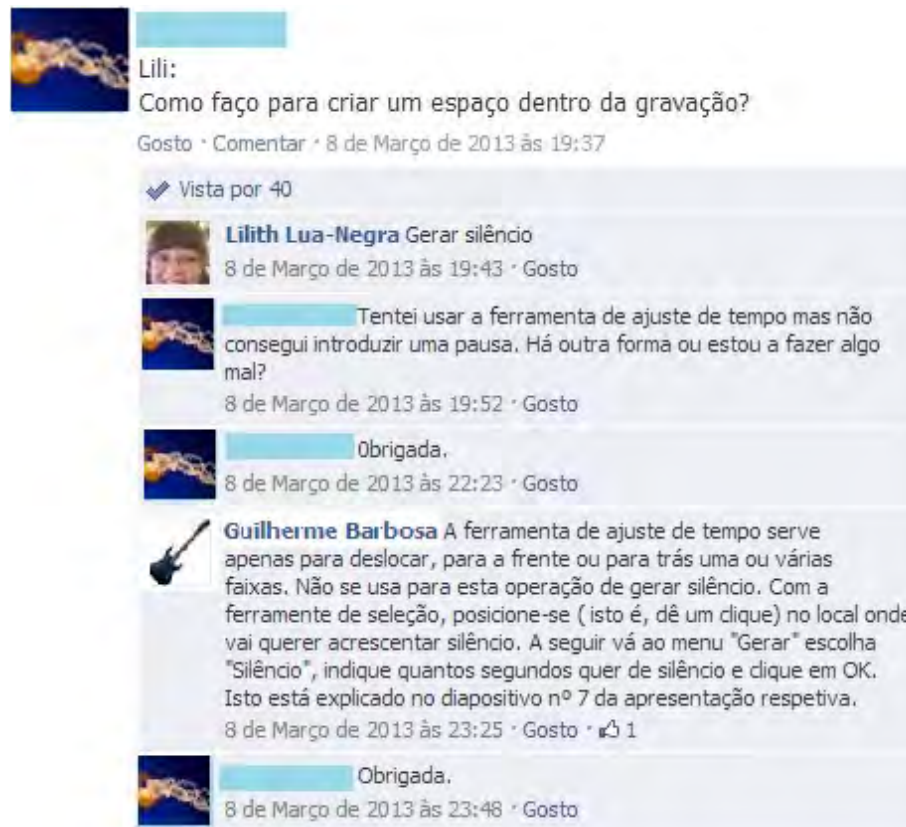 Lili:
Como faço para criar um espaço dentro da gravação?
Gosto · Comentar · 8 de Março de 2013 às 19:37
Vista por 40
Lilith Lua-Negra Gerar silêncio
8 de Março de 2013 às 19:43 · Gosto
Tentei usar a ferramenta de ajuste de tempo mas não
consegui introduzir uma pausa. Há outra forma ou estou a fazer algo
mal?
8 de Março de 2013 às 19:52 · Gosto
0brigada.
8 de Março de 2013 às 22:23 · Gosto
Guilherme Barbosa A ferramenta de ajuste de tempo serve
apenas para deslocar, para a frente ou para trás uma ou várias
faixas. Não se usa para esta operação de gerar silêncio. Com a
ferramente de seleção, posicione-se ( isto é, dê um clique) no local onde
vai querer acrescentar silêncio. A seguir vá ao menu "Gerar" escolha
"Silêncio", indique quantos segundos quer de silêncio e clique em OK.
Isto está explicado no diapositivo nº 7 da apresentação respetiva.
8 de Março de 2013 às 23:25 · Gosto · 1
Obrigada.
8 de Março de 2013 às 23:48 · Gosto